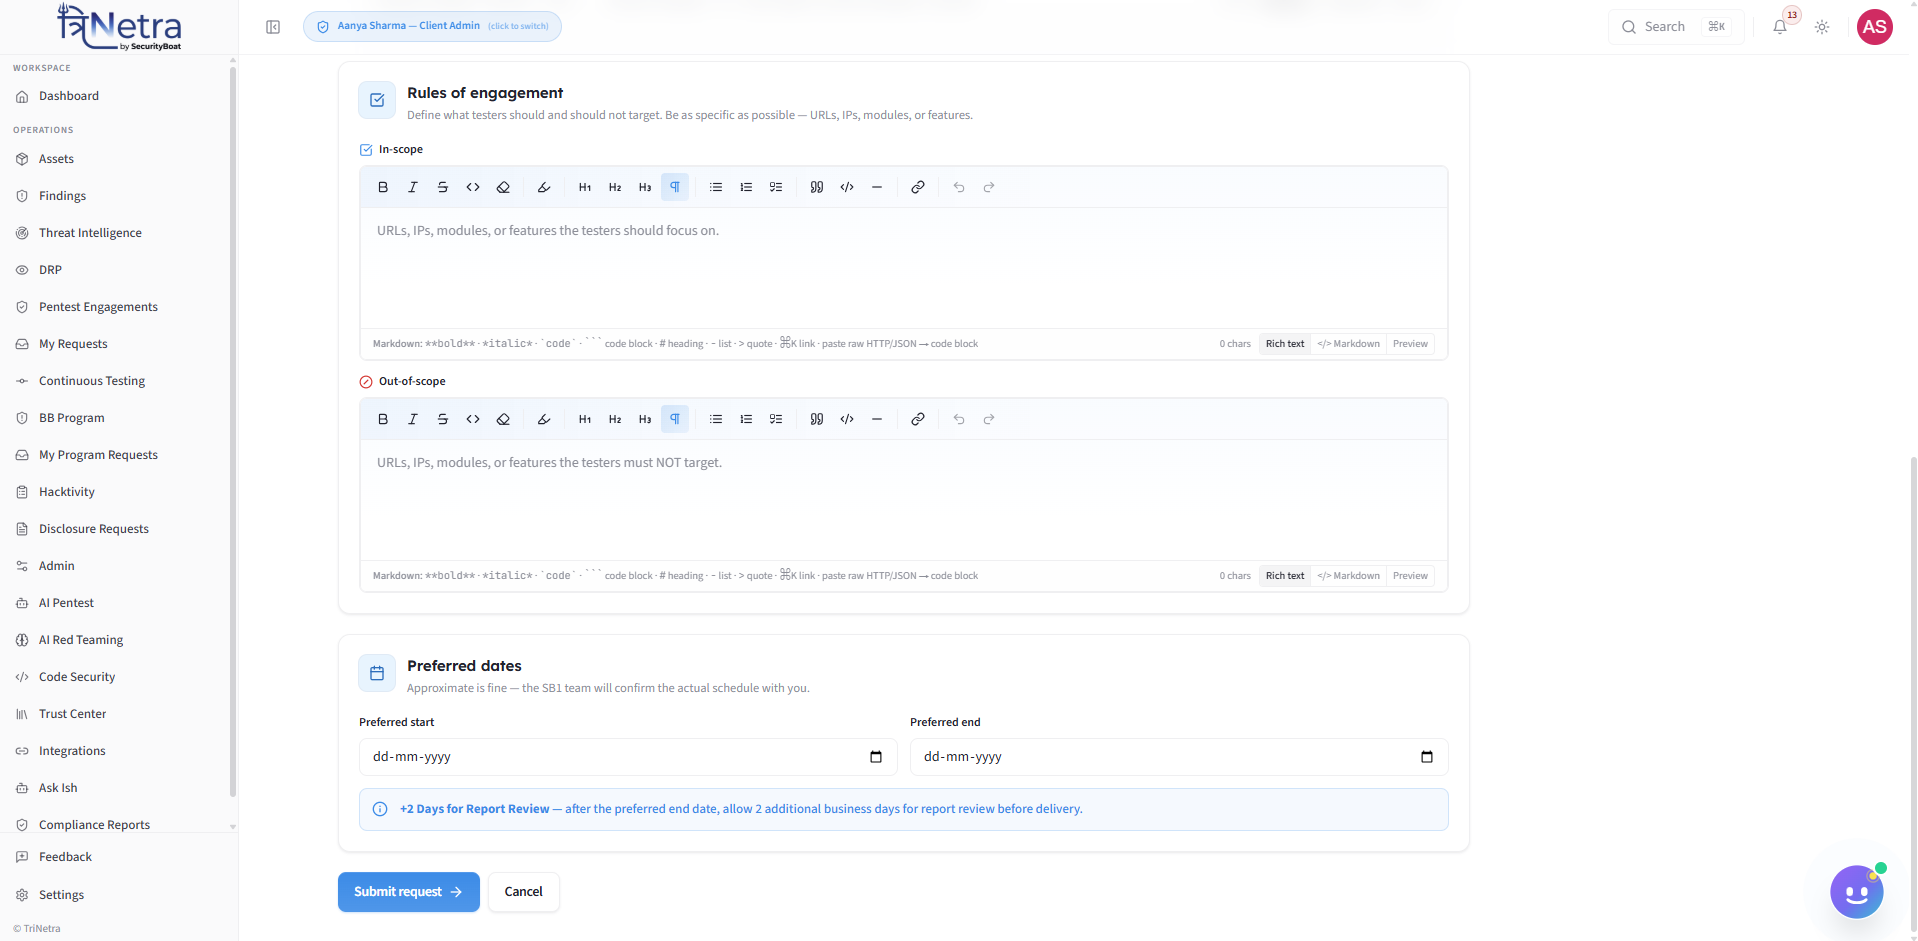 त्रिNetra
by SecurityBoat
Aanya Sharma — Client Admin (click to switch)
Search ⌘K
13
AS
WORKSPACE
Dashboard
OPERATIONS
Assets
Findings
Threat Intelligence
DRP
Pentest Engagements
My Requests
Continuous Testing
BB Program
My Program Requests
Hacktivity
Disclosure Requests
Admin
AI Pentest
AI Red Teaming
Code Security
Trust Center
Integrations
Ask Ish
Compliance Reports
Feedback
Settings
© TriNetra
Rules of engagement
Define what testers should and should not target. Be as specific as possible — URLs, IPs, modules, or features.
In-scope
B I S H1 H2 H3
URLs, IPs, modules, or features the testers should focus on.
Markdown: **bold** · *italic* · `code` · ``` code block · # heading · - list · > quote · ⌘K link · paste raw HTTP/JSON → code block
0 chars Rich text </> Markdown Preview
Out-of-scope
B I S H1 H2 H3
URLs, IPs, modules, or features the testers must NOT target.
Markdown: **bold** · *italic* · `code` · ``` code block · # heading · - list · > quote · ⌘K link · paste raw HTTP/JSON → code block
0 chars Rich text </> Markdown Preview
Preferred dates
Approximate is fine — the SB1 team will confirm the actual schedule with you.
Preferred start
dd-mm-yyyy
Preferred end
dd-mm-yyyy
+2 Days for Report Review — after the preferred end date, allow 2 additional business days for report review before delivery.
Submit request →
Cancel